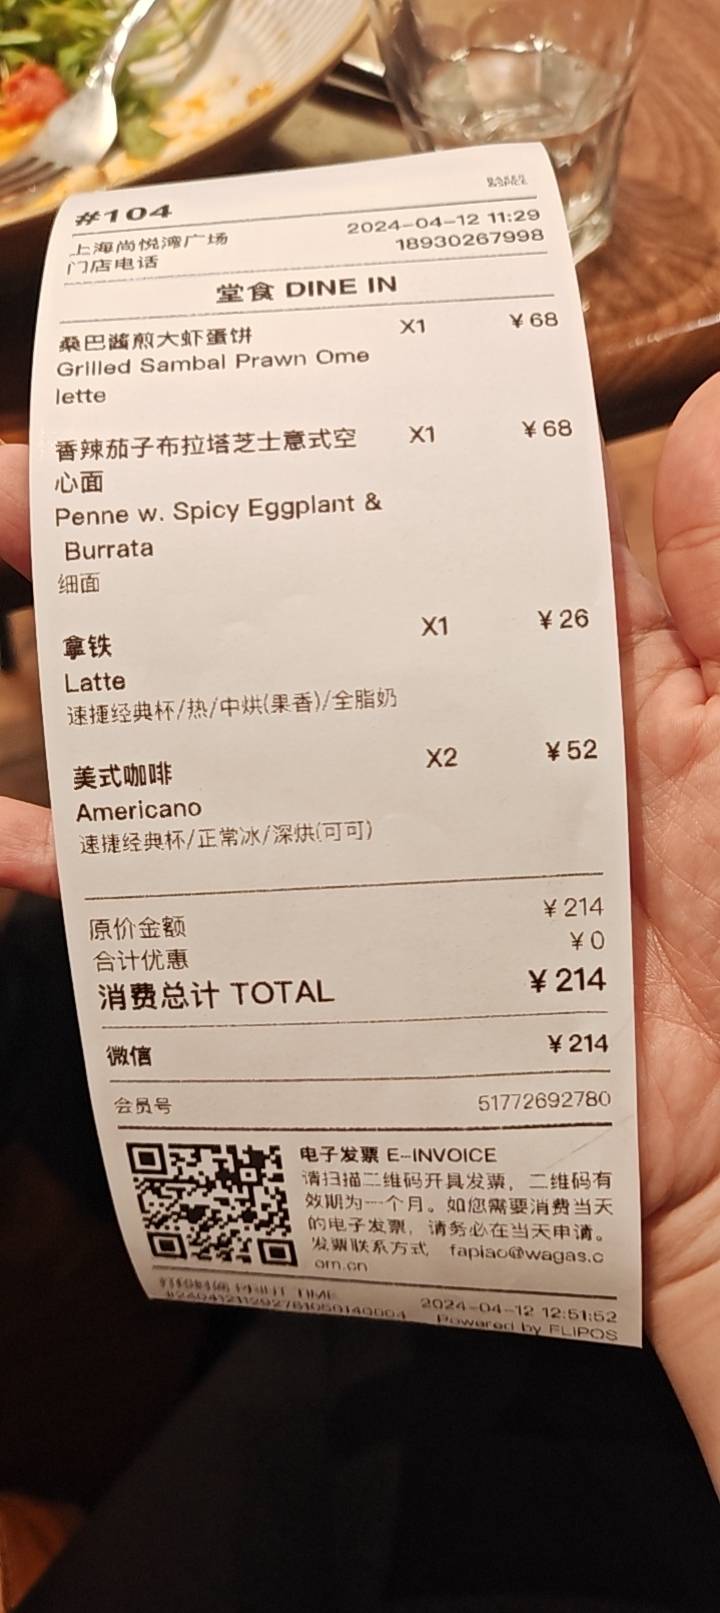 #104
BAKER
&SPICE
上海尚悦湾广场 2024-04-12 11:29
门店电话 18930267998
堂食 DINE IN
桑巴酱煎大虾蛋饼 X1 ¥68
Grilled Sambal Prawn Ome
lette
香辣茄子布拉塔芝士意式空 X1 ¥68
心面
Penne w. Spicy Eggplant &
Burrata
细面
拿铁 X1 ¥26
Latte
速捷经典杯/热/中烘(果香)/全脂奶
美式咖啡 X2 ¥52
Americano
速捷经典杯/正常冰/深烘(可可)
原价金额 ¥214
合计优惠 ¥0
消费总计 TOTAL ¥214
微信 ¥214
会员号 51772692780
电子发票 E-INVOICE
请扫描二维码开具发票，二维码有
效期为一个月。如您需要消费当天
的电子发票，请务必在当天申请。
发票联系方式 fapiao@wagas.c
om.cn
打印时间 PRINT TIME 2024-04-12 12:51:52
Powered by FLIPOS